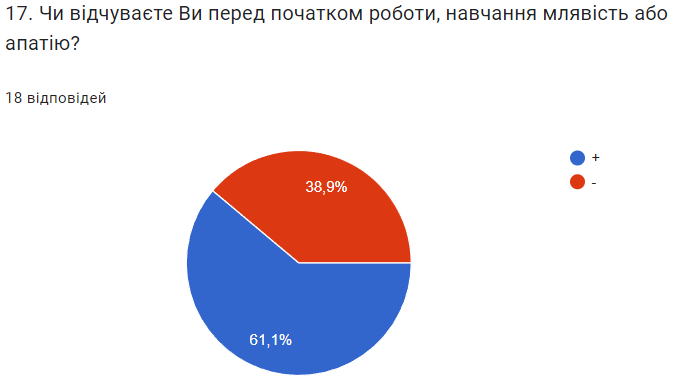 17. Чи відчуваєте Ви перед початком роботи, навчання млявість або
апатію?
18 відповідей
+
-
38,9%
61,1%